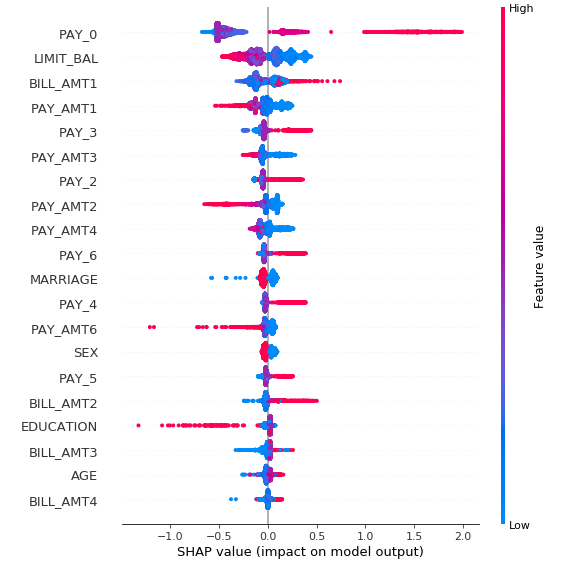 High
PAY_0
LIMIT_BAL
BILL_AMT1
PAY_AMT1
PAY_3
PAY_AMT3
PAY_2
PAY_AMT2
PAY_AMT4
PAY_6
MARRIAGE
PAY_4
PAY_AMT6
SEX
PAY_5
BILL_AMT2
EDUCATION
BILL_AMT3
AGE
BILL_AMT4
Feature value
Low
−1.0 −0.5 0.0 0.5 1.0 1.5 2.0
SHAP value (impact on model output)